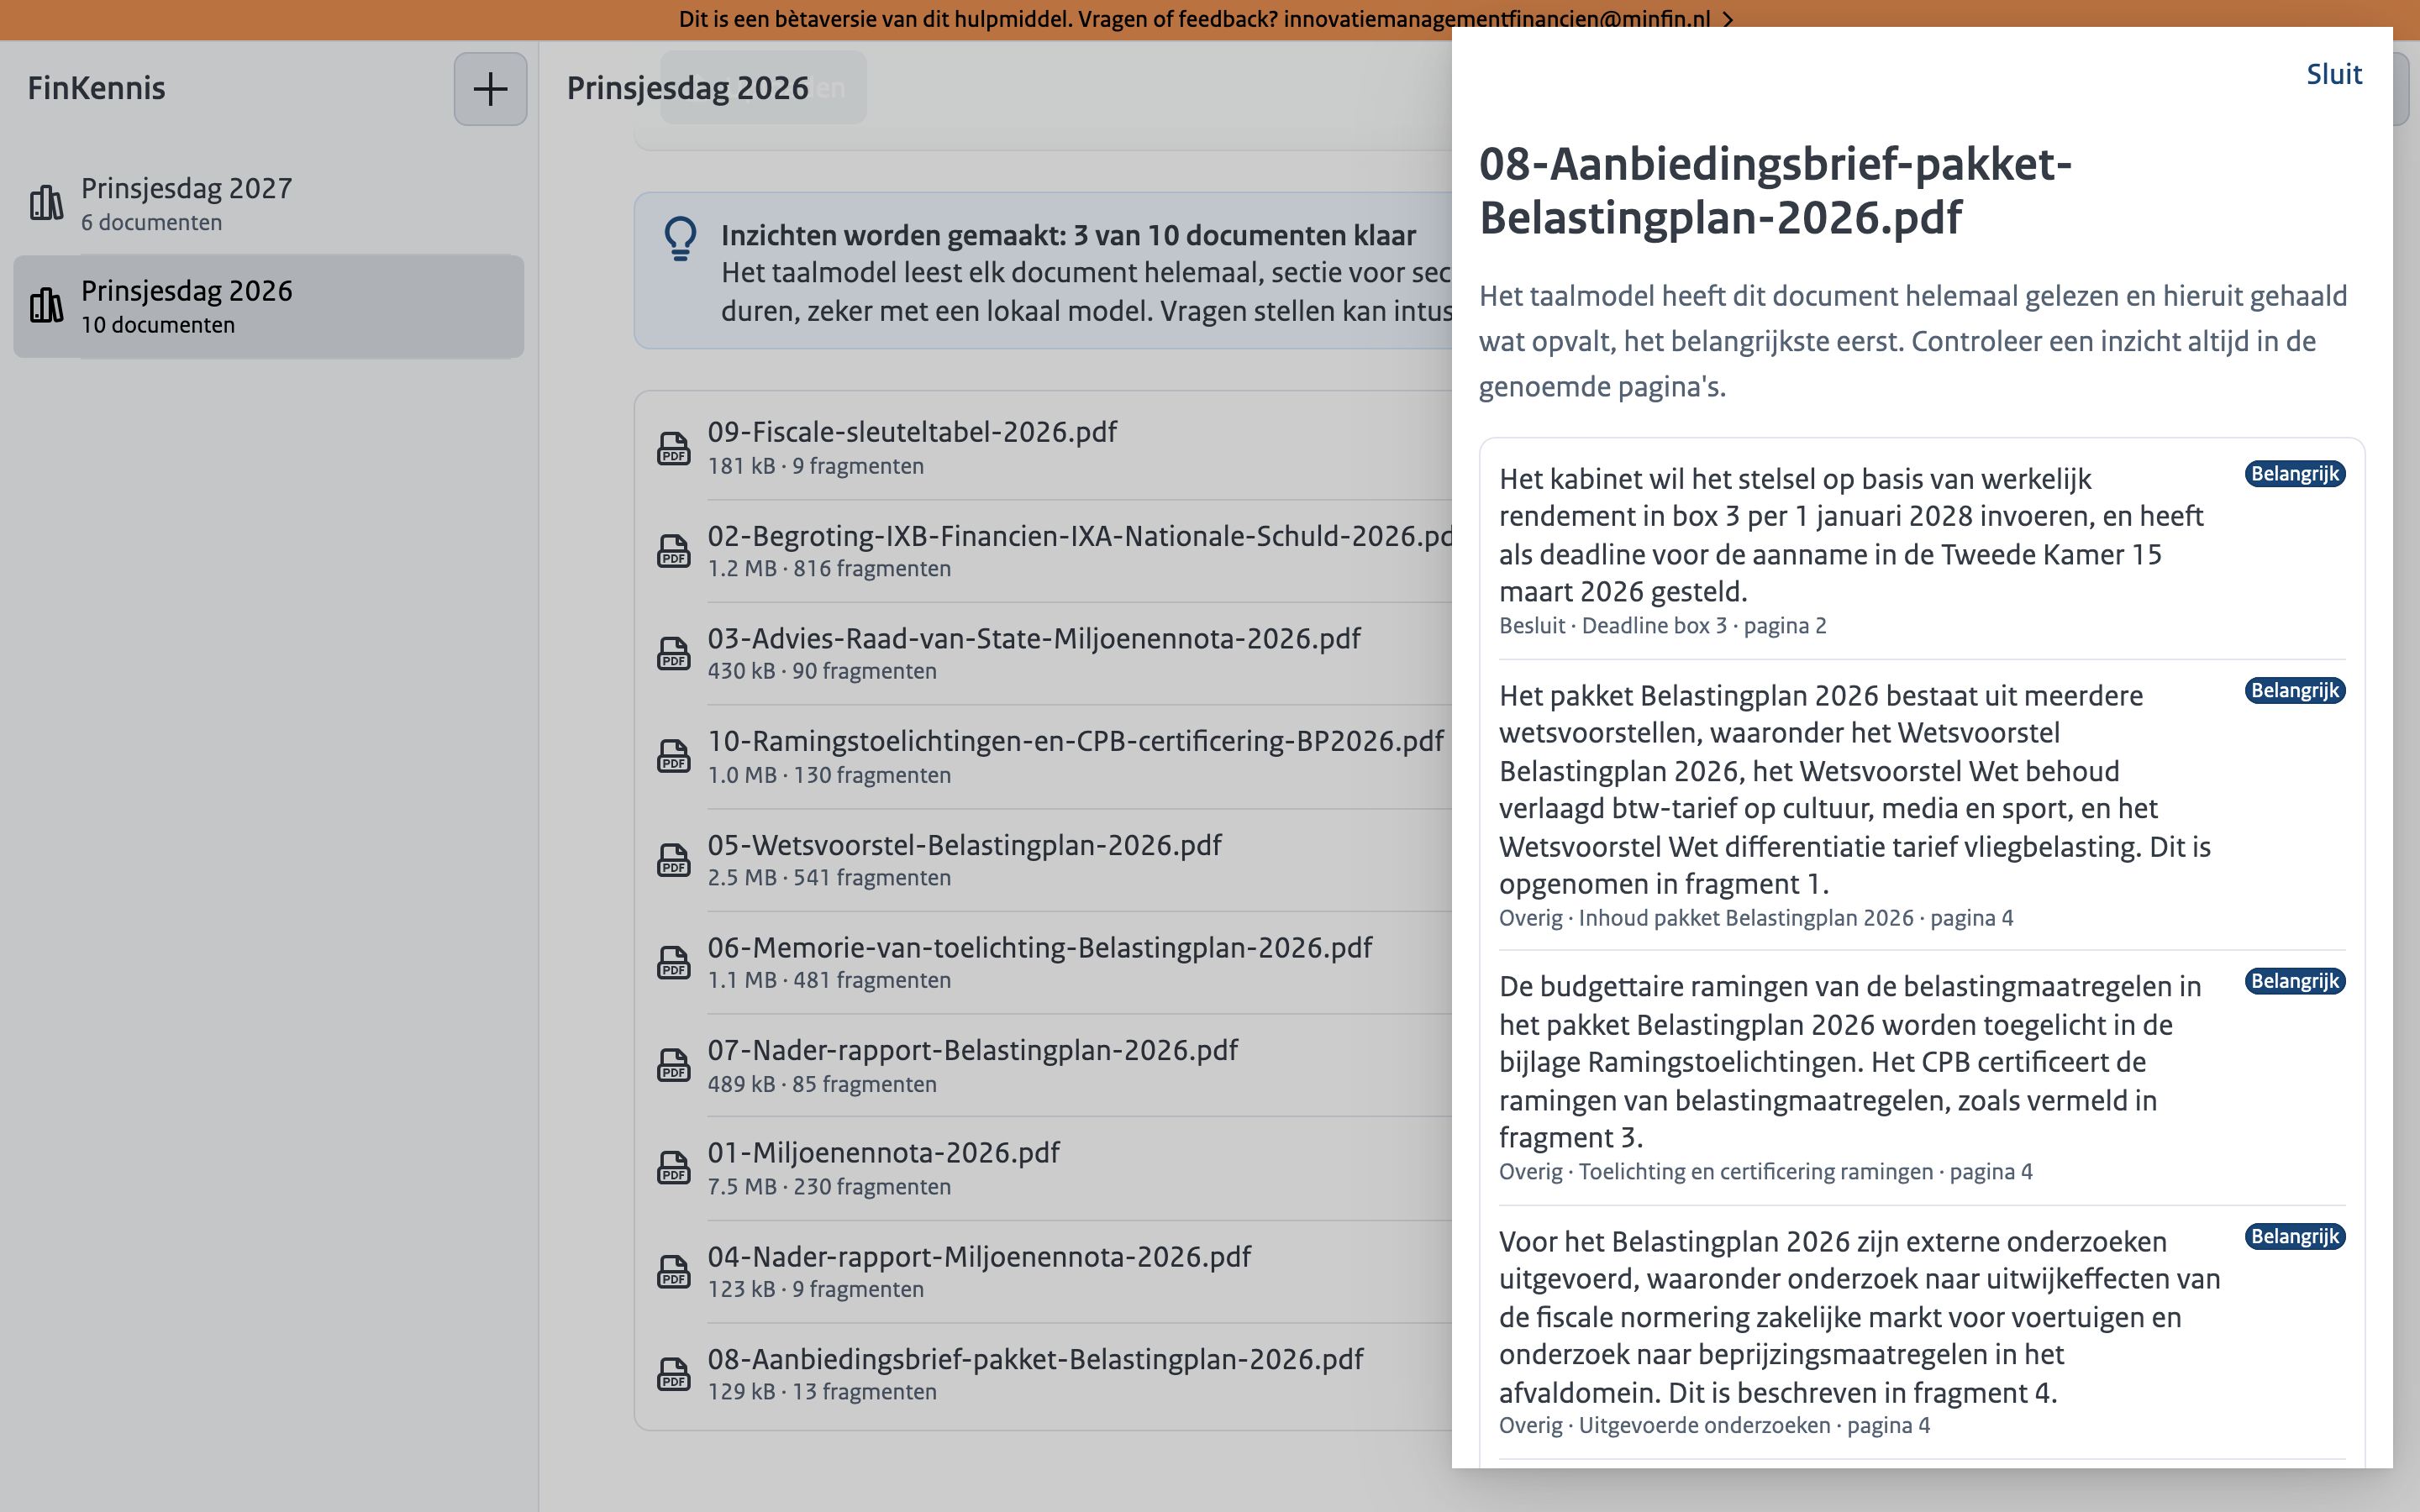 Dit is een bètaversie van dit hulpmiddel. Vragen of feedback? innovatiemanagementfinancien@minfin.nl
FinKennis
Prinsjesdag 2027
6 documenten
Prinsjesdag 2026
10 documenten
Prinsjesdag 2026
Inzichten worden gemaakt: 3 van 10 documenten klaar
Het taalmodel leest elk document helemaal, sectie voor sec
duren, zeker met een lokaal model. Vragen stellen kan intus
09-Fiscale-sleuteltabel-2026.pdf
181 kB · 9 fragmenten
02-Begroting-IXB-Financien-IXA-Nationale-Schuld-2026.pd
1.2 MB · 816 fragmenten
03-Advies-Raad-van-State-Miljoenennota-2026.pdf
430 kB · 90 fragmenten
10-Ramingstoelichtingen-en-CPB-certificering-BP2026.pdf
1.0 MB · 130 fragmenten
05-Wetsvoorstel-Belastingplan-2026.pdf
2.5 MB · 541 fragmenten
06-Memorie-van-toelichting-Belastingplan-2026.pdf
1.1 MB · 481 fragmenten
07-Nader-rapport-Belastingplan-2026.pdf
489 kB · 85 fragmenten
01-Miljoenennota-2026.pdf
7.5 MB · 230 fragmenten
04-Nader-rapport-Miljoenennota-2026.pdf
123 kB · 9 fragmenten
08-Aanbiedingsbrief-pakket-Belastingplan-2026.pdf
129 kB · 13 fragmenten
Sluit
08-Aanbiedingsbrief-pakket-
Belastingplan-2026.pdf
Het taalmodel heeft dit document helemaal gelezen en hieruit gehaald
wat opvalt, het belangrijkste eerst. Controleer een inzicht altijd in de
genoemde pagina's.
Het kabinet wil het stelsel op basis van werkelijk
Belangrijk
rendement in box 3 per 1 januari 2028 invoeren, en heeft
als deadline voor de aanname in de Tweede Kamer 15
maart 2026 gesteld.
Besluit · Deadline box 3 · pagina 2
Het pakket Belastingplan 2026 bestaat uit meerdere
Belangrijk
wetsvoorstellen, waaronder het Wetsvoorstel
Belastingplan 2026, het Wetsvoorstel Wet behoud
verlaagd btw-tarief op cultuur, media en sport, en het
Wetsvoorstel Wet differentiatie tarief vliegbelasting. Dit is
opgenomen in fragment 1.
Overig · Inhoud pakket Belastingplan 2026 · pagina 4
De budgettaire ramingen van de belastingmaatregelen in
Belangrijk
het pakket Belastingplan 2026 worden toegelicht in de
bijlage Ramingstoelichtingen. Het CPB certificeert de
ramingen van belastingmaatregelen, zoals vermeld in
fragment 3.
Overig · Toelichting en certificering ramingen · pagina 4
Voor het Belastingplan 2026 zijn externe onderzoeken
Belangrijk
uitgevoerd, waaronder onderzoek naar uitwijkeffecten van
de fiscale normering zakelijke markt voor voertuigen en
onderzoek naar beprijzingsmaatregelen in het
afvaldomein. Dit is beschreven in fragment 4.
Overig · Uitgevoerde onderzoeken · pagina 4